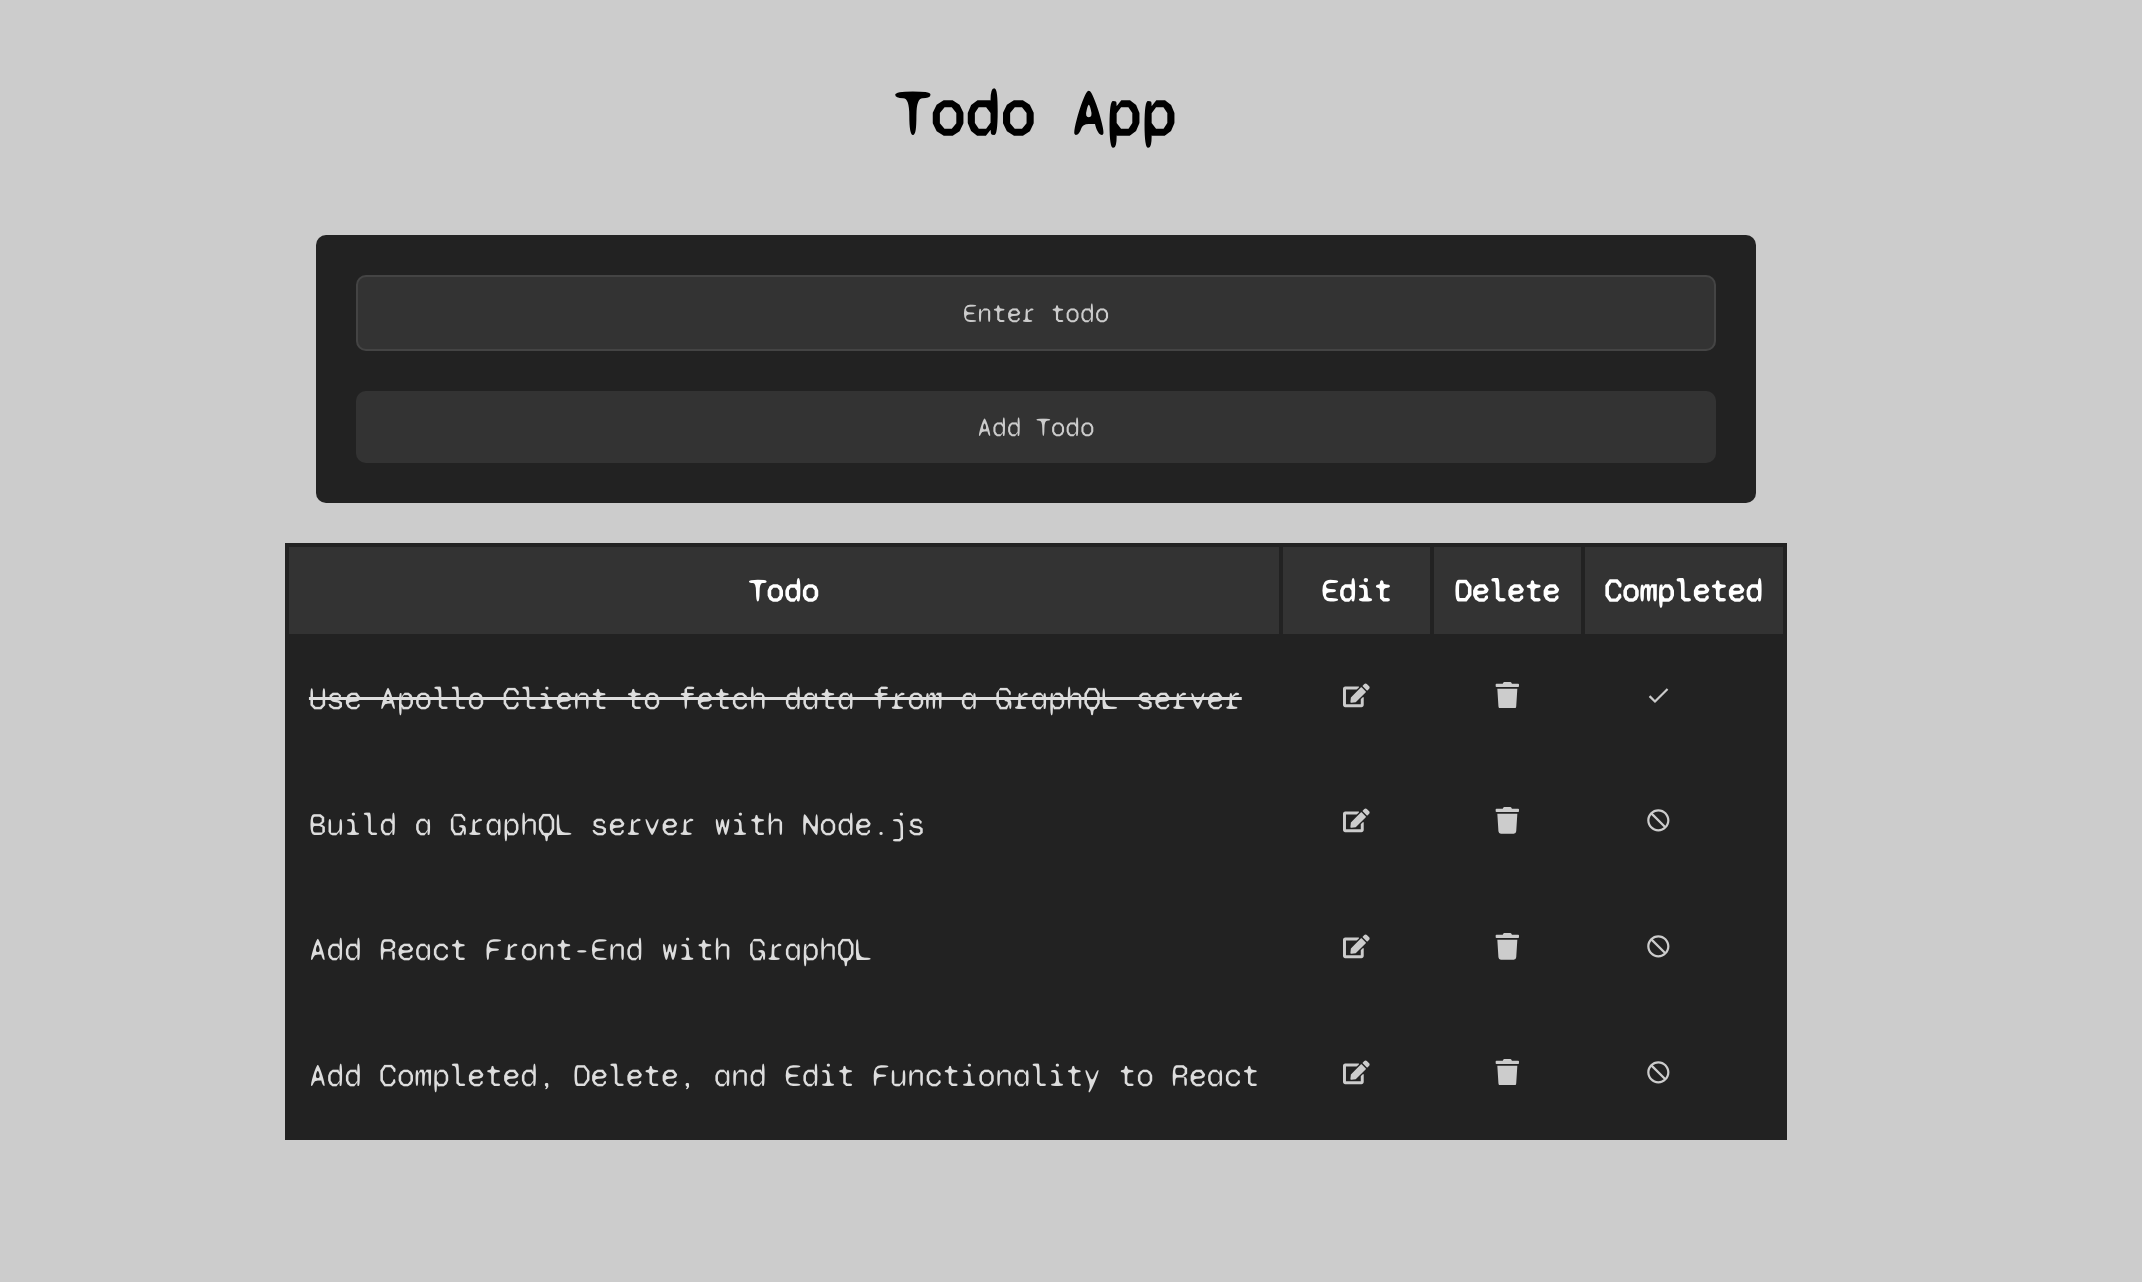 Todo App
Enter todo
Add Todo
Todo Edit Delete Completed
Use Apollo Client to fetch data from a GraphQL server
Build a GraphQL server with Node.js
Add React Front-End with GraphQL
Add Completed, Delete, and Edit Functionality to React